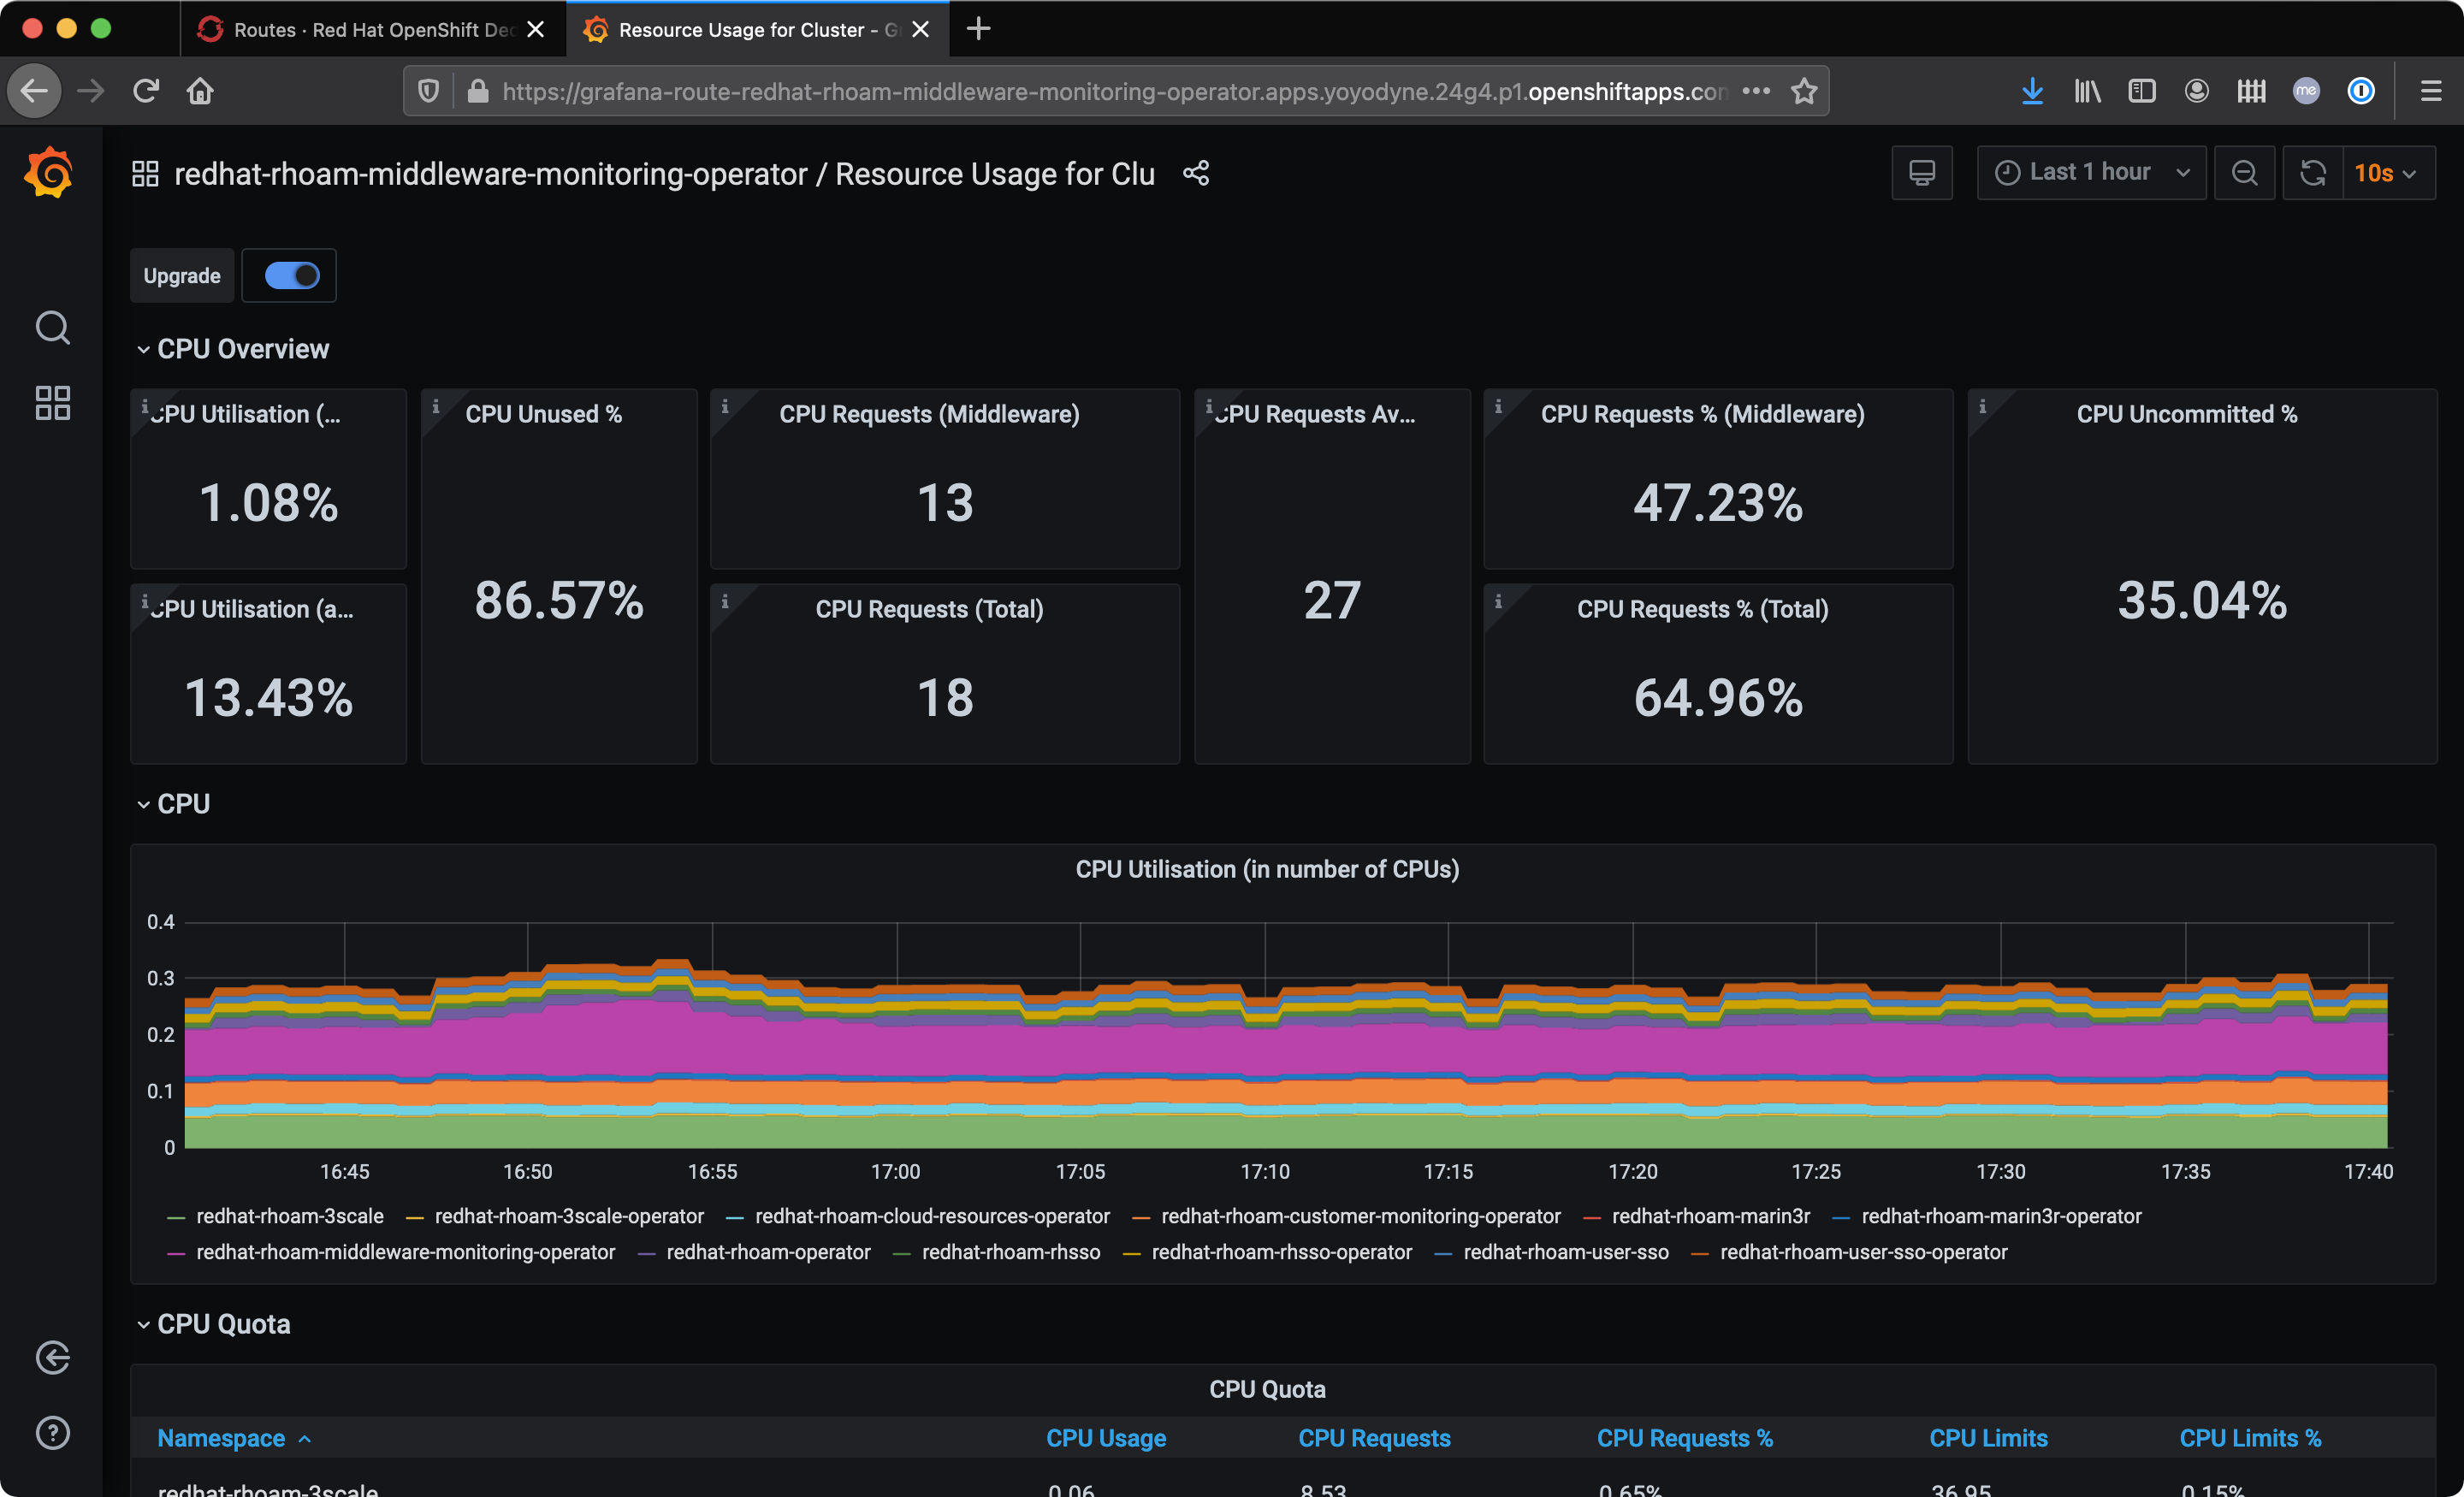 Routes · Red Hat OpenShift Dec
Resource Usage for Cluster - G
https://grafana-route-redhat-rhoam-middleware-monitoring-operator.apps.yoyodyne.24g4.p1.openshiftapps.com
me
redhat-rhoam-middleware-monitoring-operator / Resource Usage for Clu
Last 1 hour
10s
Upgrade
CPU Overview
CPU Utilisation (...
1.08%
CPU Unused %
86.57%
CPU Requests (Middleware)
13
CPU Requests Av...
27
CPU Requests % (Middleware)
47.23%
CPU Uncommitted %
35.04%
CPU Utilisation (a...
13.43%
CPU Requests (Total)
18
CPU Requests % (Total)
64.96%
CPU
CPU Utilisation (in number of CPUs)
0.4
0.3
0.2
0.1
0
16:45 16:50 16:55 17:00 17:05 17:10 17:15 17:20 17:25 17:30 17:35 17:40
redhat-rhoam-3scale redhat-rhoam-3scale-operator redhat-rhoam-cloud-resources-operator redhat-rhoam-customer-monitoring-operator redhat-rhoam-marin3r redhat-rhoam-marin3r-operator
redhat-rhoam-middleware-monitoring-operator redhat-rhoam-operator redhat-rhoam-rhsso redhat-rhoam-rhsso-operator redhat-rhoam-user-sso redhat-rhoam-user-sso-operator
CPU Quota
CPU Quota
Namespace CPU Usage CPU Requests CPU Requests % CPU Limits CPU Limits %
redhat-rhoam-3scale 0.06 8.53 0.65% 36.95 0.15%